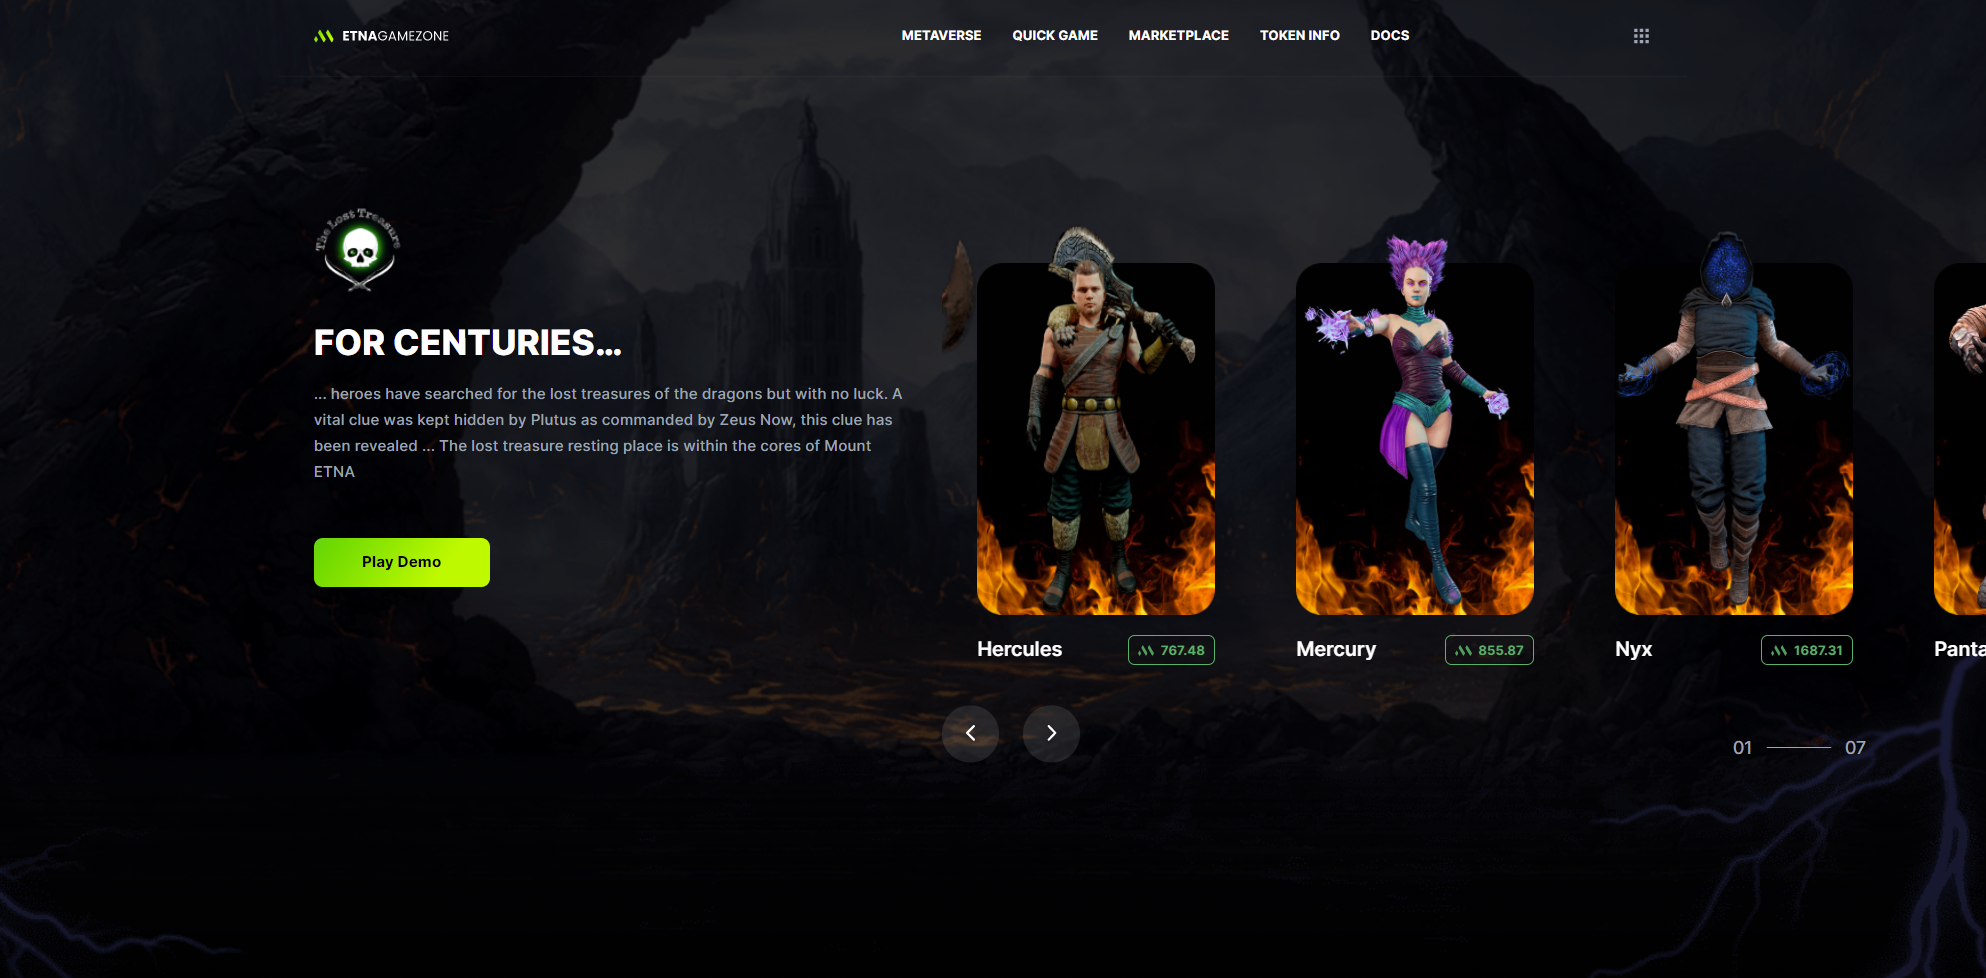 ETNAGAMEZONE
METAVERSE QUICK GAME MARKETPLACE TOKEN INFO DOCS
The Lost Treasure
FOR CENTURIES...
... heroes have searched for the lost treasures of the dragons but with no luck. A
vital clue was kept hidden by Plutus as commanded by Zeus Now, this clue has
been revealed ... The lost treasure resting place is within the cores of Mount
ETNA
Play Demo
Hercules 767.48
Mercury 855.87
Nyx 1687.31
Panta
01 07